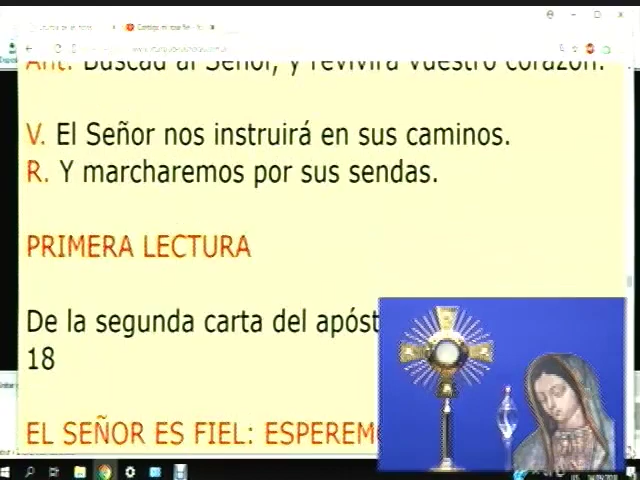 Ant. Buscad al Señor, y revivirá vuestro corazón.
V. El Señor nos instruirá en sus caminos.
R. Y marcharemos por sus sendas.
PRIMERA LECTURA
De la segunda carta del apóst
18
EL SEÑOR ES FIEL: ESPEREM